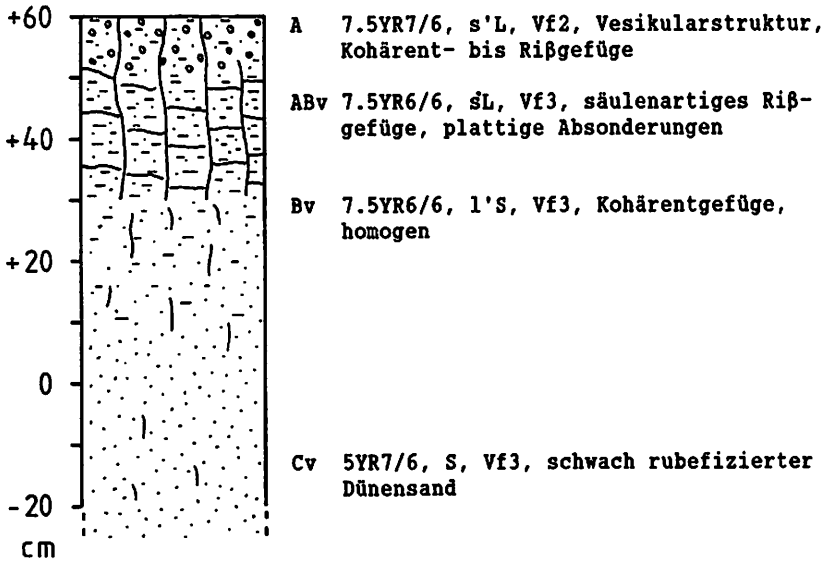 +60
+40
+20
0
-20
cm
A 7.5YR7/6, s'L, Vf2, Vesikularstruktur,
Kohärent- bis Rißgefüge
ABv 7.5YR6/6, s'L, Vf3, säulenartiges Riß-
gefüge, plattige Absonderungen
Bv 7.5YR6/6, l'S, Vf3, Kohärentgefüge,
homogen
Cv 5YR7/6, S, Vf3, schwach rubefizierter
Dünensand